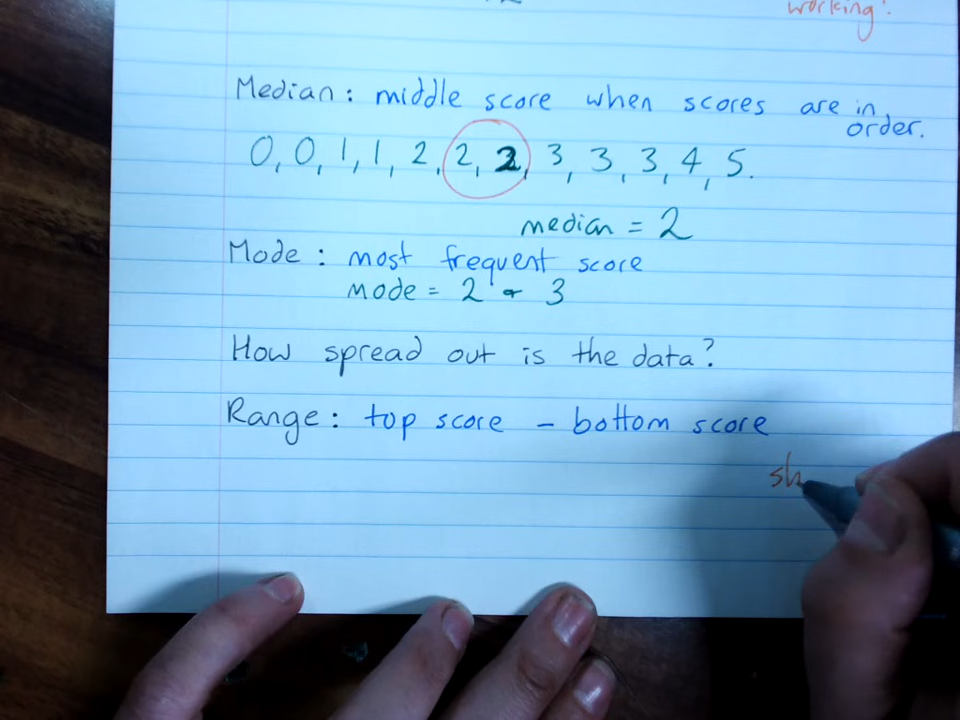 working!
Median: middle score when scores are in
order.
0, 0, 1, 1, 2, 2, 2, 3, 3, 3, 4, 5.
median = 2
Mode: most frequent score
mode = 2 + 3
How spread out is the data?
Range: top score - bottom score
sh